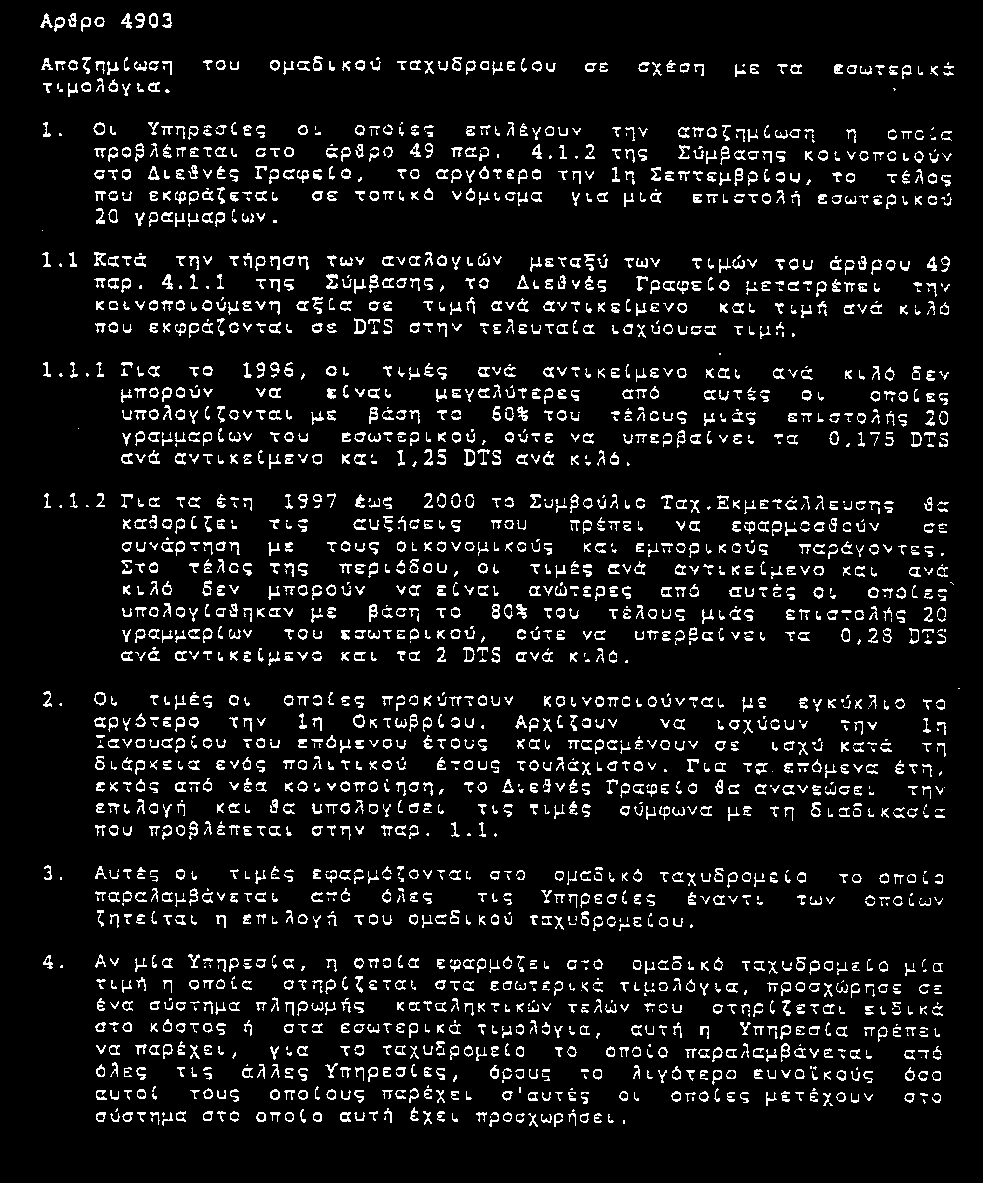 Αρθρο 4903
Αποζημίωση του ομαδικού ταχυδρομείου σε σχέση με τα εσωτερικά
τιμολόγια.
1. Οι Υπηρεσίες οι οποίες επιλέγουν την αποζημίωση η οποία
προβλέπεται στο άρθρο 49 παρ. 4.1.2 της Σύμβασης κοινοποιούν
στο Διεθνές Γραφείο, το αργότερο την 1η Σεπτεμβρίου, το τέλος
που εκφράζεται σε τοπικό νόμισμα για μιά επιστολή εσωτερικού
20 γραμμαρίων.
1.1 Κατά την τήρηση των αναλογιών μεταξύ των τιμών του άρθρου 49
παρ. 4.1.1 της Σύμβασης, το Διεθνές Γραφείο μετατρέπει την
κοινοποιούμενη αξία σε τιμή ανά αντικείμενο και τιμή ανά κιλό
που εκφράζονται σε DTS στην τελευταία ισχύουσα τιμή.
1.1.1 Για το 1996, οι τιμές ανά αντικείμενο και ανά κιλό δεν
μπορούν να είναι μεγαλύτερες από αυτές οι οποίες
υπολογίζονται με βάση το 60% του τέλους μιάς επιστολής 20
γραμμαρίων του εσωτερικού, ούτε να υπερβαίνει τα 0,175 DTS
ανά αντικείμενο και 1,25 DTS ανά κιλό.
1.1.2 Για τα έτη 1997 έως 2000 το Συμβούλιο Ταχ.Εκμετάλλευσης θα
καθορίζει τις αυξήσεις που πρέπει να εφαρμοσθούν σε
συνάρτηση με τους οικονομικούς και εμπορικούς παράγοντες.
Στο τέλος της περιόδου, οι τιμές ανά αντικείμενο και ανά
κιλό δεν μπορούν να είναι ανώτερες από αυτές οι οποίες
υπολογίσθηκαν με βάση το 80% του τέλους μιάς επιστολής 20
γραμμαρίων του εσωτερικού, ούτε να υπερβαίνει τα 0,28 DTS
ανά αντικείμενο και τα 2 DTS ανά κιλό.
2. Οι τιμές οι οποίες προκύπτουν κοινοποιούνται με εγκύκλιο το
αργότερο την 1η Οκτωβρίου. Αρχίζουν να ισχύουν την 1η
Ιανουαρίου του επόμενου έτους και παραμένουν σε ισχύ κατά τη
διάρκεια ενός πολιτικού έτους τουλάχιστον. Για τα επόμενα έτη,
εκτός από νέα κοινοποίηση, το Διεθνές Γραφείο θα ανανεώσει την
επιλογή και θα υπολογίσει τις τιμές σύμφωνα με τη διαδικασία
που προβλέπεται στην παρ. 1.1.
3. Αυτές οι τιμές εφαρμόζονται στο ομαδικό ταχυδρομείο το οποίο
παραλαμβάνεται από όλες τις Υπηρεσίες έναντι των οποίων
ζητείται η επιλογή του ομαδικού ταχυδρομείου.
4. Αν μία Υπηρεσία, η οποία εφαρμόζει στο ομαδικό ταχυδρομείο μία
τιμή η οποία στηρίζεται στα εσωτερικά τιμολόγια, προσχώρησε σε
ένα σύστημα πληρωμής καταληκτικών τελών που στηρίζεται ειδικά
στο κόστος ή στα εσωτερικά τιμολόγια, αυτή η Υπηρεσία πρέπει
να παρέχει, για το ταχυδρομείο το οποίο παραλαμβάνεται από
όλες τις άλλες Υπηρεσίες, όρους το λιγότερο ευνοϊκούς όσο
αυτοί τους οποίους παρέχει σ'αυτές οι οποίες μετέχουν στο
σύστημα στο οποίο αυτή έχει προσχωρήσει.